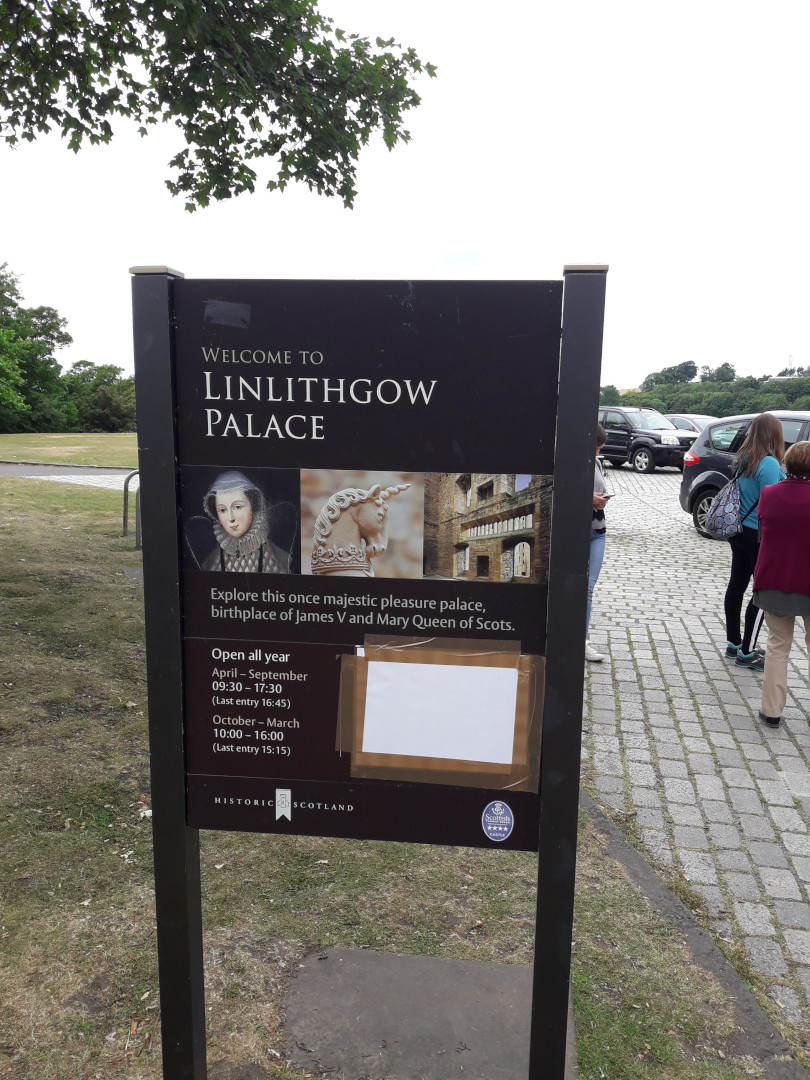 WELCOME TO
LINLITHGOW
PALACE
Explore this once majestic pleasure palace,
birthplace of James V and Mary Queen of Scots.
Open all year
April – September
09:30 – 17:30
(Last entry 16:45)
October – March
10:00 – 16:00
(Last entry 15:15)
HISTORIC SCOTLAND
Scottish
CASTLE